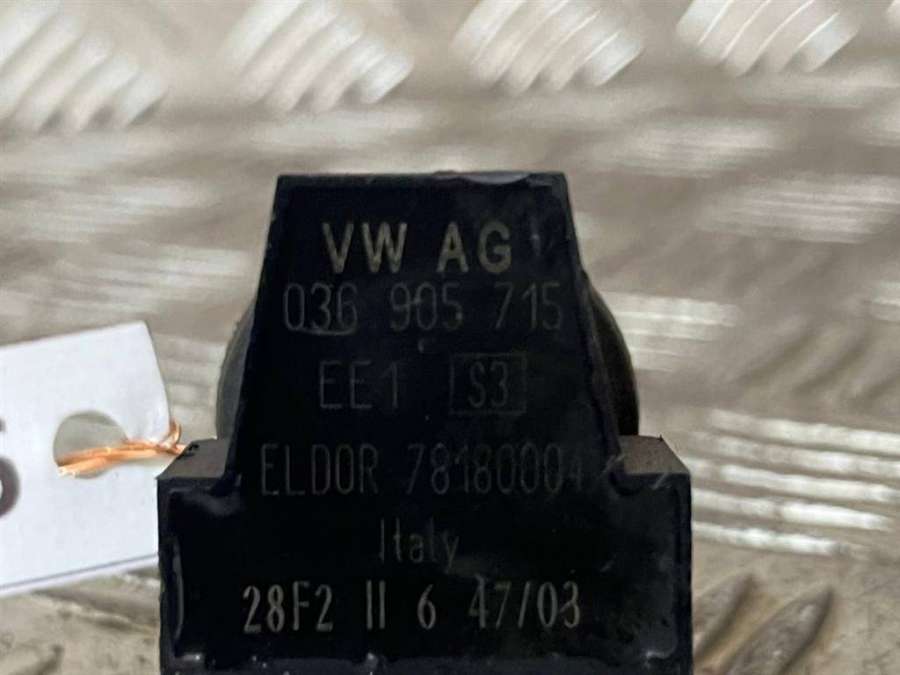 VW AG
036 905 715
EE1 S3
ELDOR 78180004
Italy
28F2 II 6 47/03